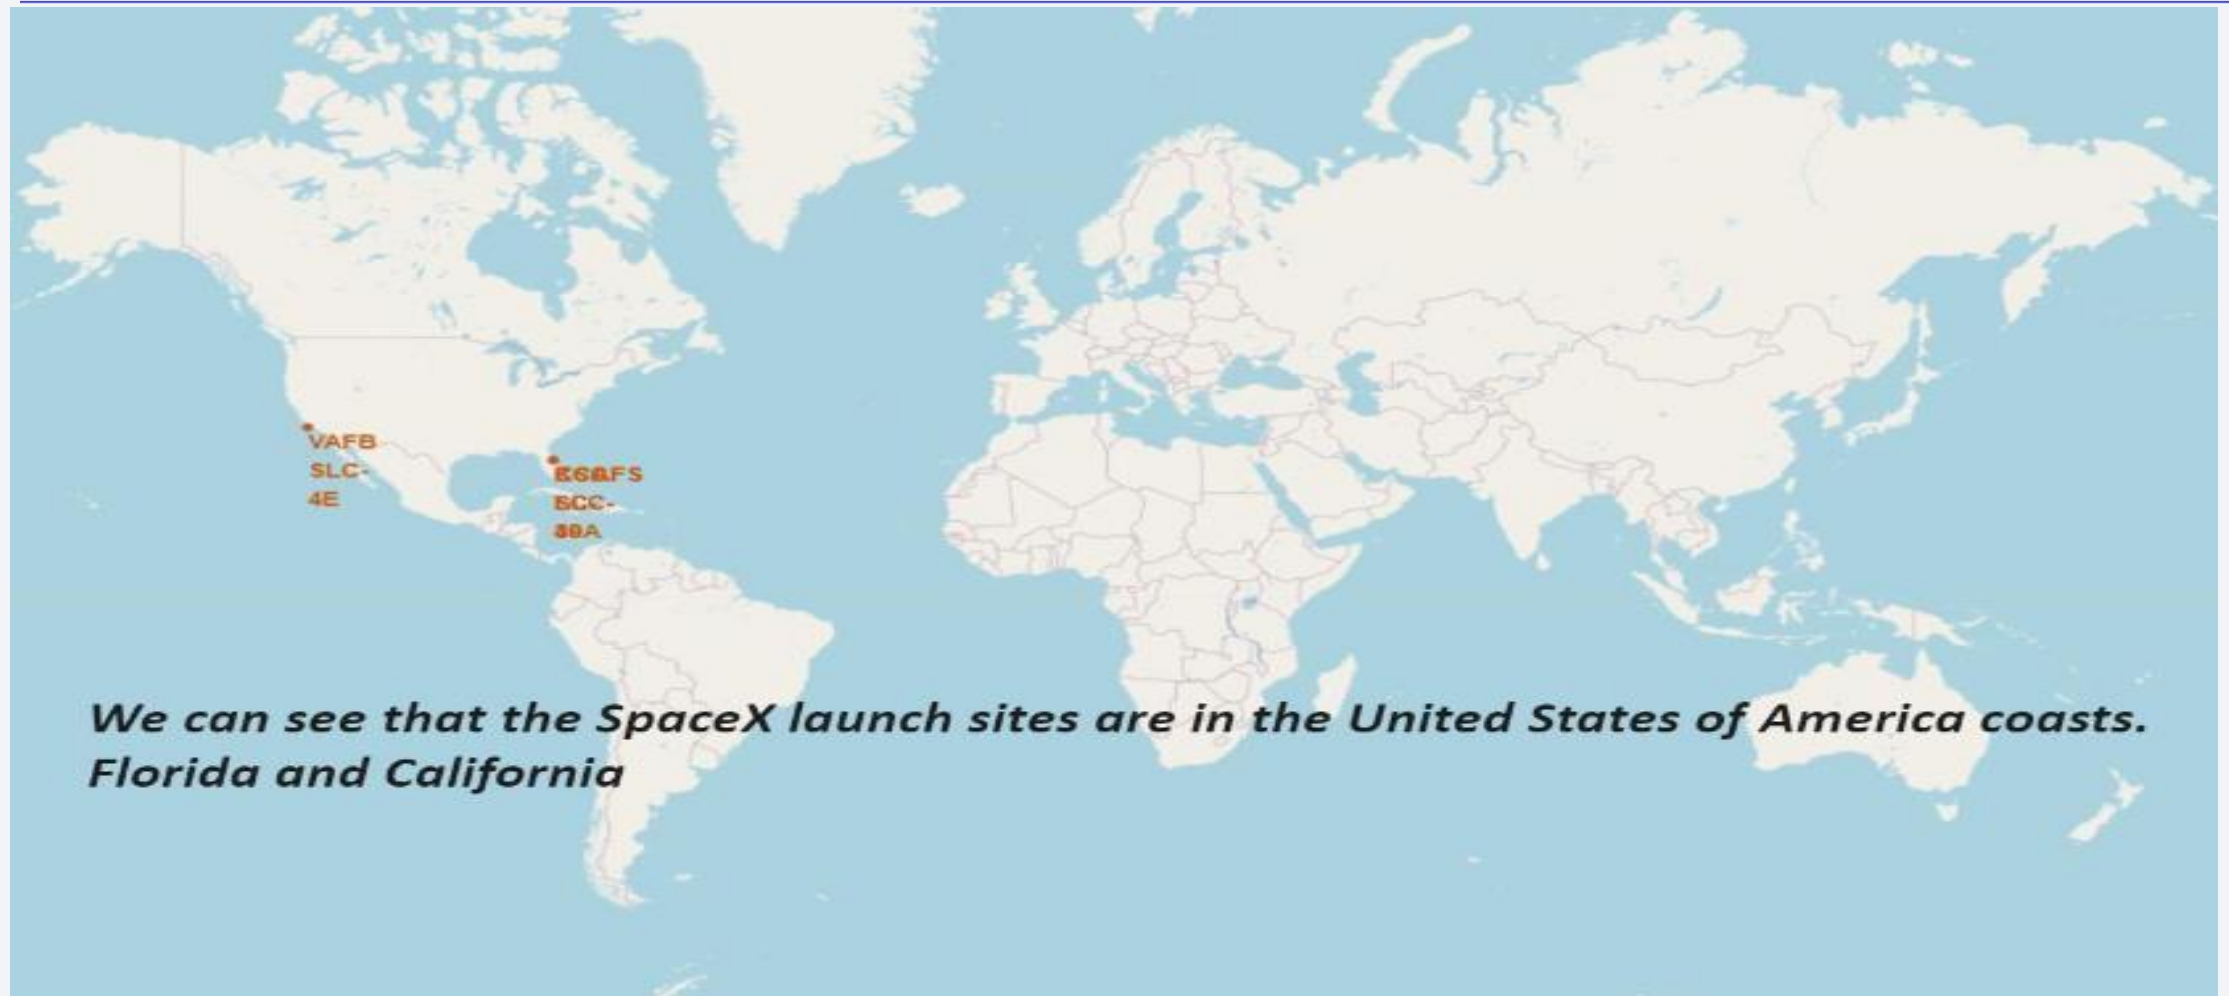 VAFB
SLC-
4E
We can see that the SpaceX launch sites are in the United States of America coasts.
Florida and California